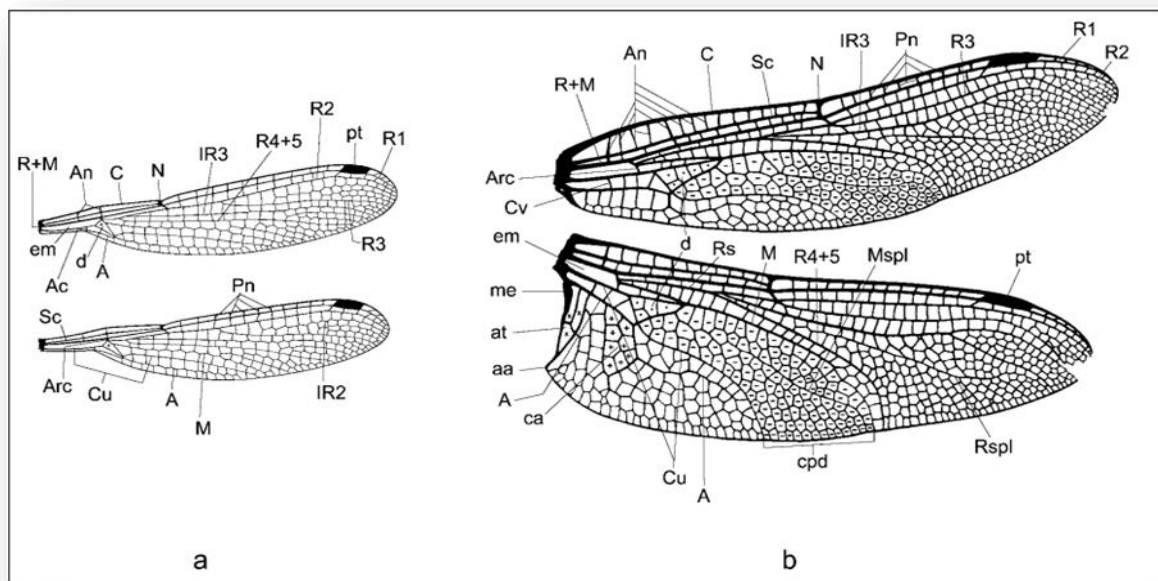 R+M An C N IR3 R4+5 R2 pt R1
em Ac d A R3
Pn
Sc
Arc Cu A M IR2
a
R+M An C Sc N IR3 Pn R3 R1 R2
Arc
Cv
em d Rs M R4+5 Mspl pt
me
at
aa
A
ca
Cu A cpd Rspl
b